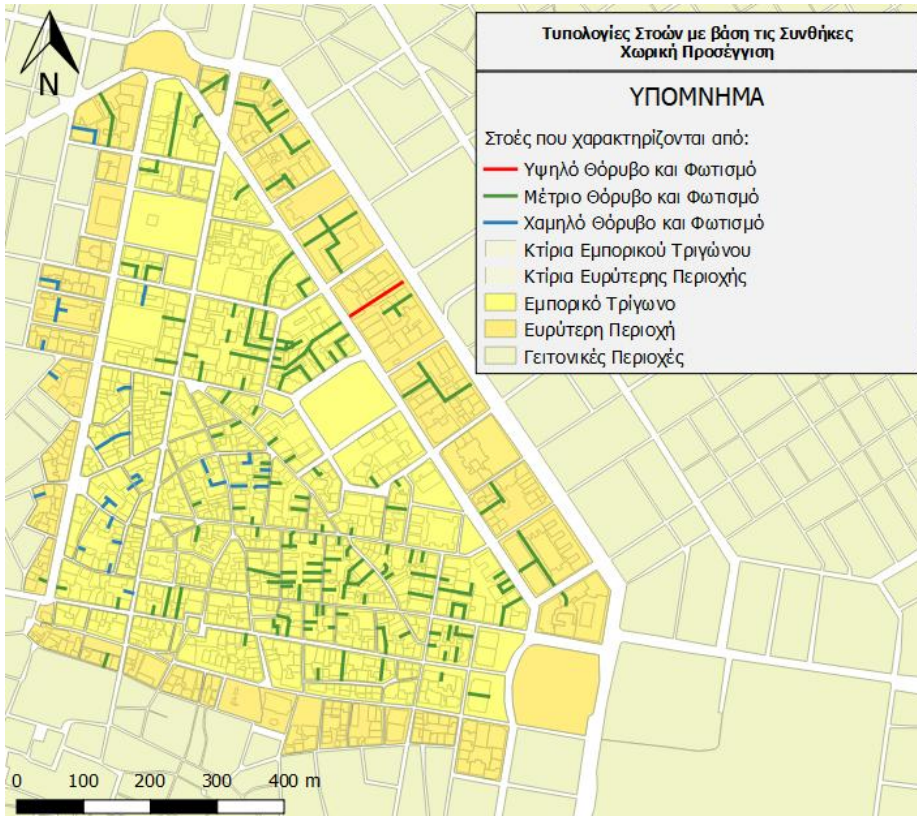 N
Τυπολογίες Στοών με βάση τις Συνθήκες
Χωρική Προσέγγιση
ΥΠΟΜΝΗΜΑ
Στοές που χαρακτηρίζονται από:
Υψηλό Θόρυβο και Φωτισμό
Μέτριο Θόρυβο και Φωτισμό
Χαμηλό Θόρυβο και Φωτισμό
Κτίρια Εμπορικού Τριγώνου
Κτίρια Ευρύτερης Περιοχής
Εμπορικό Τρίγωνο
Ευρύτερη Περιοχή
Γειτονικές Περιοχές
0 100 200 300 400 m